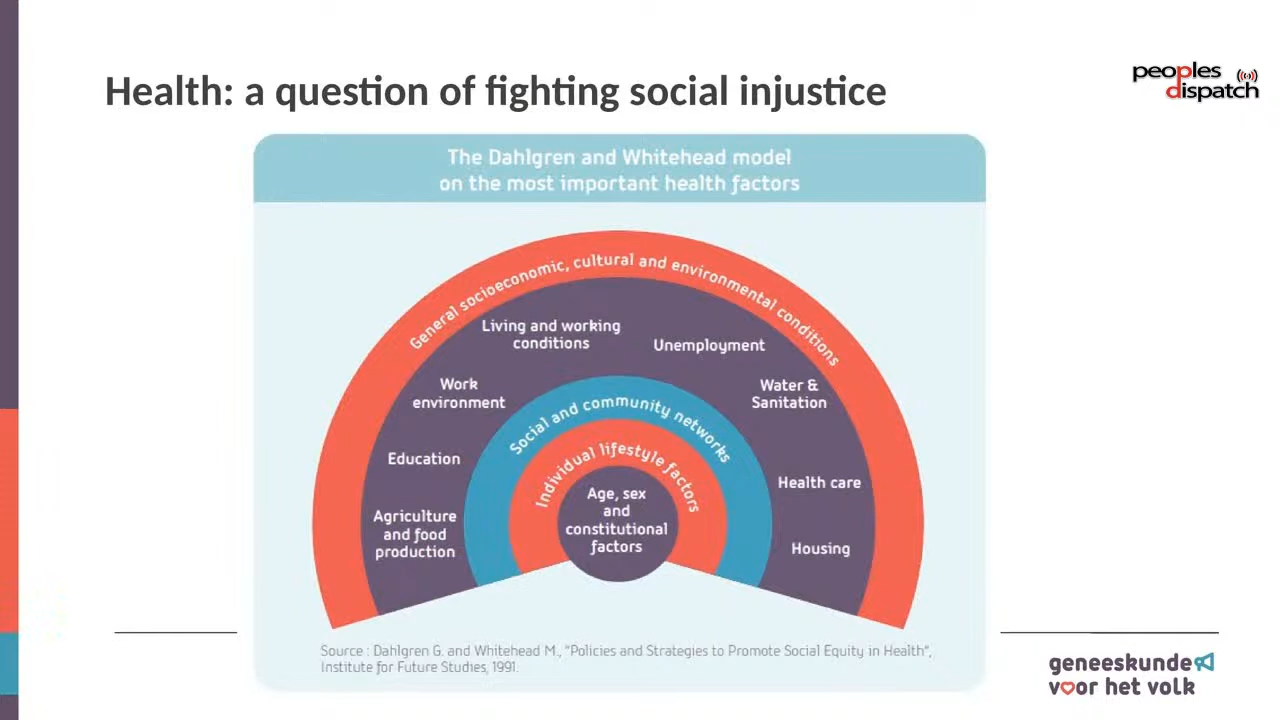 Health: a question of fighting social injustice
peoples
dispatch
The Dahlgren and Whitehead model
on the most important health factors
General socioeconomic, cultural and environmental conditions
Living and working
conditions
Unemployment
Work
environment
Water &
Sanitation
Social and community networks
Education
Individual lifestyle factors
Health care
Age, sex
and
constitutional
factors
Agriculture
and food
production
Housing
Source : Dahlgren G. and Whitehead M., "Policies and Strategies to Promote Social Equity in Health",
Institute for Future Studies, 1991.
geneeskunde
voor het volk